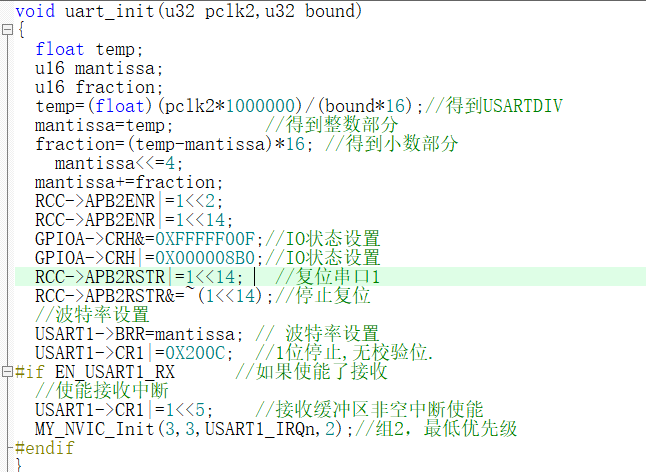 void uart_init(u32 pclk2,u32 bound)
{
float temp;
u16 mantissa;
u16 fraction;
temp=(float)(pclk2*1000000)/(bound*16);//得到USARTDIV
mantissa=temp; //得到整数部分
fraction=(temp-mantissa)*16; //得到小数部分
mantissa<<=4;
mantissa+=fraction;
RCC->APB2ENR|=1<<2;
RCC->APB2ENR|=1<<14;
GPIOA->CRH&=0XFFFFF00F;//IO状态设置
GPIOA->CRH|=0X000008B0;//IO状态设置
RCC->APB2RSTR|=1<<14; //复位串口1
RCC->APB2RSTR&=~(1<<14);//停止复位
//波特率设置
USART1->BRR=mantissa; // 波特率设置
USART1->CR1|=0X200C; //1位停止,无校验位.
#if EN_USART1_RX //如果使能了接收
//使能接收中断
USART1->CR1|=1<<5; //接收缓冲区非空中断使能
MY_NVIC_Init(3,3,USART1_IRQn,2);//组2，最低优先级
#endif
}